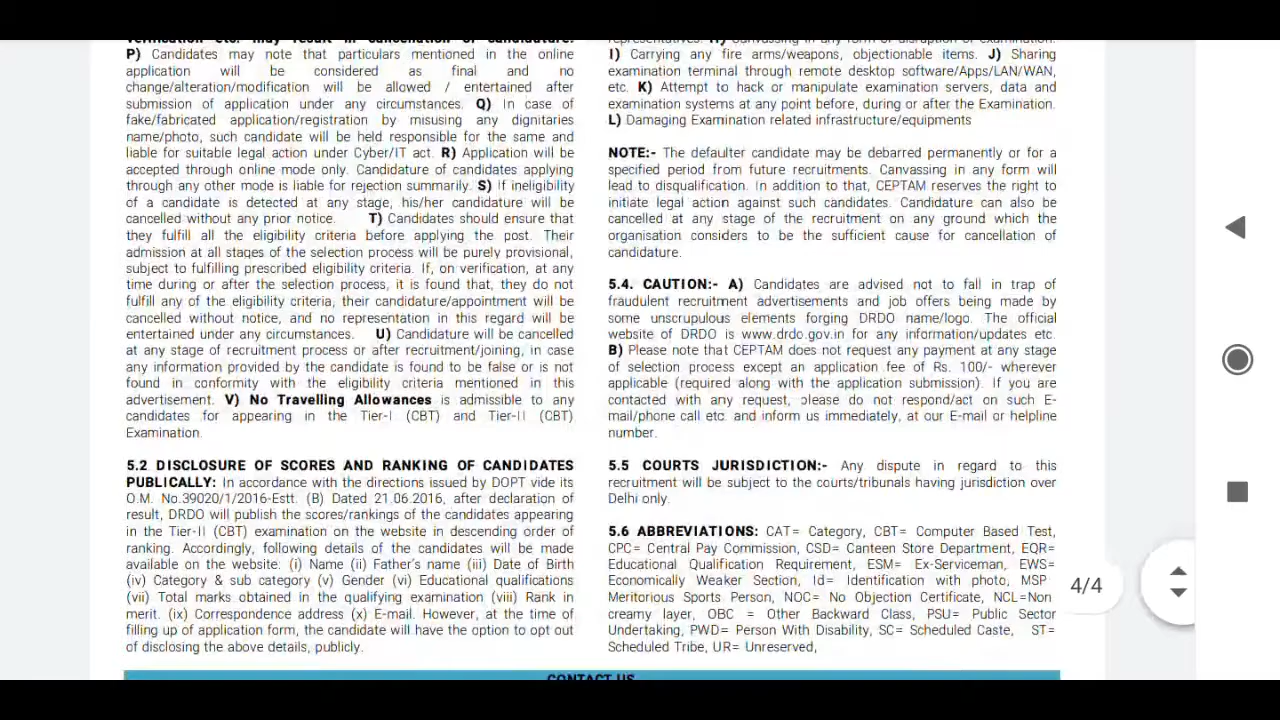 verification etc. may result in cancellation of candidature.
P) Candidates may note that particulars mentioned in the online
application will be considered as final and no
change/alteration/modification will be allowed / entertained after
submission of application under any circumstances. Q) In case of
fake/fabricated application/registration by misusing any dignitaries
name/photo, such candidate will be held responsible for the same and
liable for suitable legal action under Cyber/IT act. R) Application will be
accepted through online mode only. Candidature of candidates applying
through any other mode is liable for rejection summarily. S) If ineligibility
of a candidate is detected at any stage, his/her candidature will be
cancelled without any prior notice. T) Candidates should ensure that
they fulfill all the eligibility criteria before applying the post. Their
admission at all stages of the selection process will be purely provisional,
subject to fulfilling prescribed eligibility criteria. If, on verification, at any
time during or after the selection process, it is found that, they do not
fulfill any of the eligibility criteria, their candidature/appointment will be
cancelled without notice, and no representation in this regard will be
entertained under any circumstances. U) Candidature will be cancelled
at any stage of recruitment process or after recruitment/joining, in case
any information provided by the candidate is found to be false or is not
found in conformity with the eligibility criteria mentioned in this
advertisement. V) No Travelling Allowances is admissible to any
candidates for appearing in the Tier-I (CBT) and Tier-II (CBT)
Examination.
5.2 DISCLOSURE OF SCORES AND RANKING OF CANDIDATES
PUBLICALLY: In accordance with the directions issued by DOPT vide its
O.M. No.39020/1/2016-Estt. (B) Dated 21.06.2016, after declaration of
result, DRDO will publish the scores/rankings of the candidates appearing
in the Tier-II (CBT) examination on the website in descending order of
ranking. Accordingly, following details of the candidates will be made
available on the website: (i) Name (ii) Father's name (iii) Date of Birth
(iv) Category & sub category (v) Gender (vi) Educational qualifications
(vii) Total marks obtained in the qualifying examination (viii) Rank in
merit. (ix) Correspondence address (x) E-mail. However, at the time of
filling up of application form, the candidate will have the option to opt out
of disclosing the above details, publicly.
representatives. H) Canvassing in any form or disruption of Examination.
I) Carrying any fire arms/weapons, objectionable items. J) Sharing
examination terminal through remote desktop software/Apps/LAN/WAN,
etc. K) Attempt to hack or manipulate examination servers, data and
examination systems at any point before, during or after the Examination.
L) Damaging Examination related infrastructure/equipments
NOTE:- The defaulter candidate may be debarred permanently or for a
specified period from future recruitments. Canvassing in any form will
lead to disqualification. In addition to that, CEPTAM reserves the right to
initiate legal action against such candidates. Candidature can also be
cancelled at any stage of the recruitment on any ground which the
organisation considers to be the sufficient cause for cancellation of
candidature.
5.4. CAUTION:- A) Candidates are advised not to fall in trap of
fraudulent recruitment advertisements and job offers being made by
some unscrupulous elements forging DRDO name/logo. The official
website of DRDO is www.drdo.gov.in for any information/updates etc.
B) Please note that CEPTAM does not request any payment at any stage
of selection process except an application fee of Rs. 100/- wherever
applicable (required along with the application submission). If you are
contacted with any request, please do not respond/act on such E-
mail/phone call etc. and inform us immediately, at our E-mail or helpline
number.
5.5 COURTS JURISDICTION:- Any dispute in regard to this
recruitment will be subject to the courts/tribunals having jurisdiction over
Delhi only.
5.6 ABBREVIATIONS: CAT= Category, CBT= Computer Based Test,
CPC= Central Pay Commission, CSD= Canteen Store Department, EQR=
Educational Qualification Requirement, ESM= Ex-Serviceman, EWS=
Economically Weaker Section, Id= Identification with photo, MSP
Meritorious Sports Person, NOC= No Objection Certificate, NCL=Non
creamy layer, OBC = Other Backward Class, PSU= Public Sector
Undertaking, PWD= Person With Disability, SC= Scheduled Caste, ST=
Scheduled Tribe, UR= Unreserved,
4/4
CONTACT US